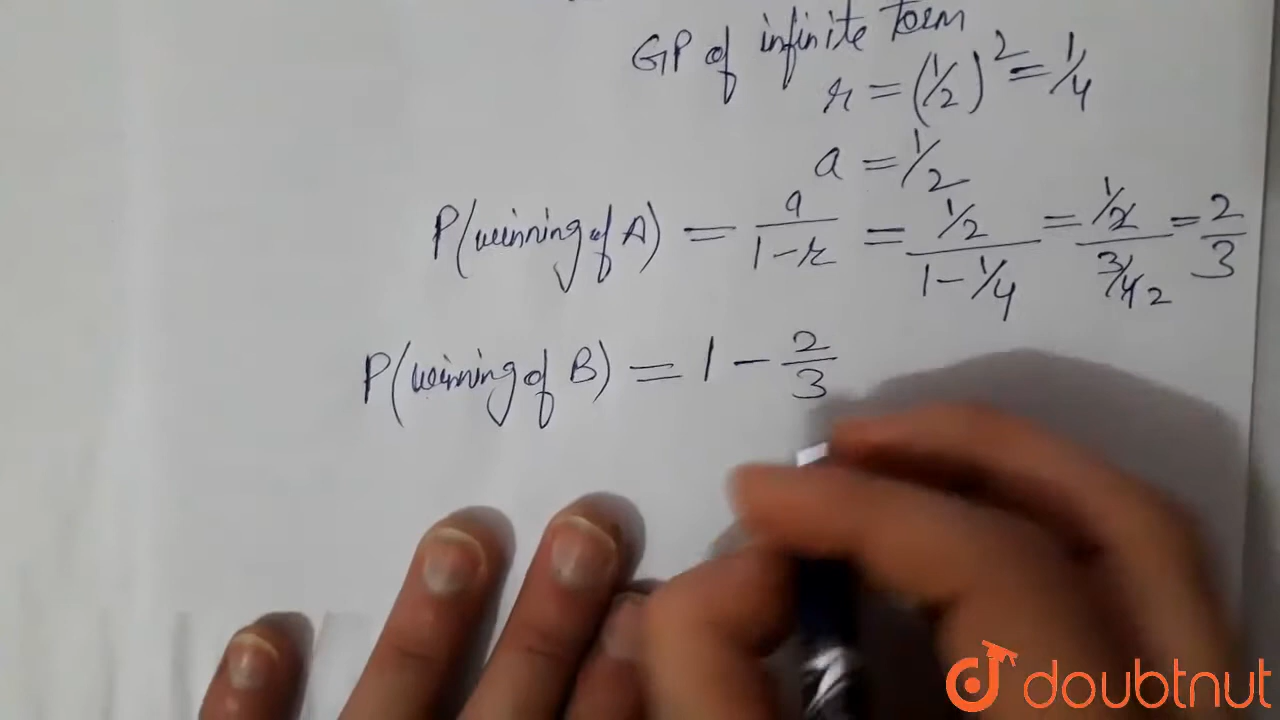 GP of infinite Term
r = (1/2)^2 = 1/4
a = 1/2
P(winning of A) = a/(1-r) = (1/2)/(1-1/4) = (1/2)/(3/4 2) = 2/3
P(winning of B) = 1 - 2/3
doubtnut